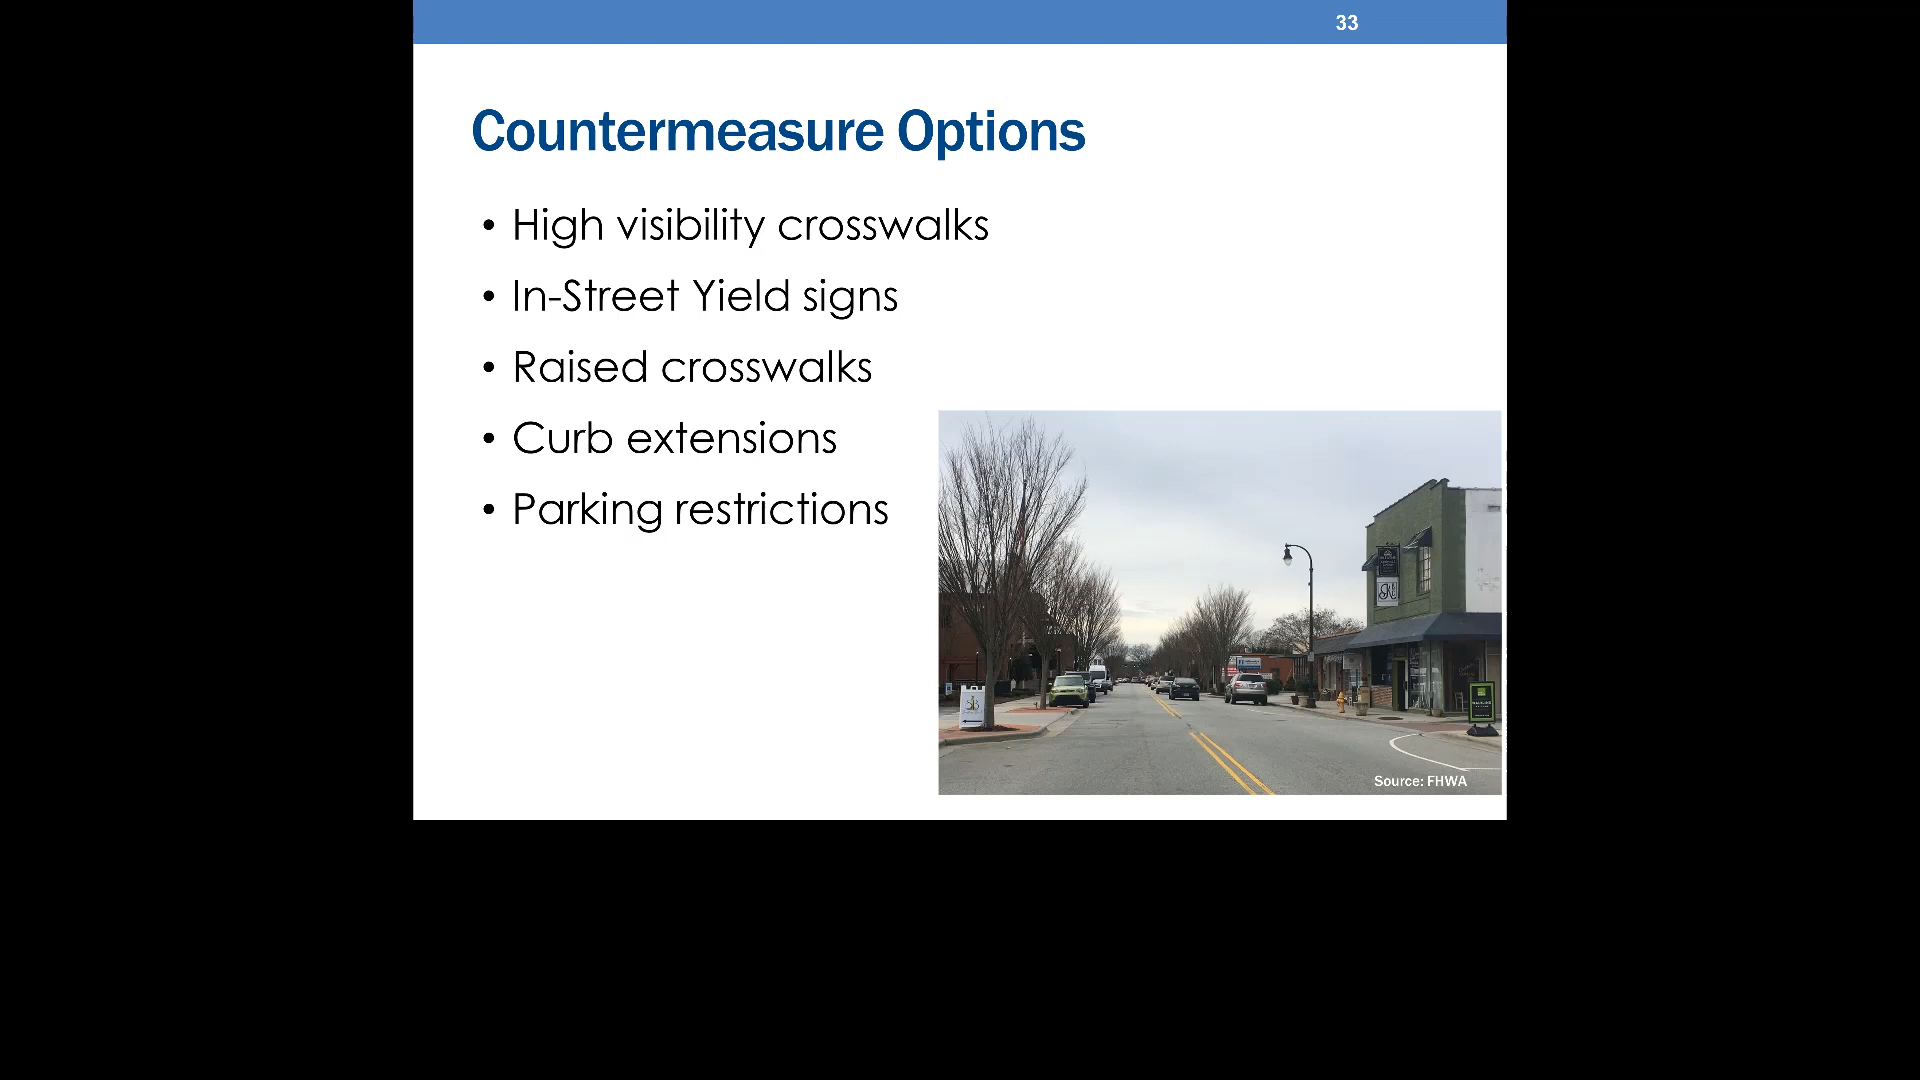 33
Countermeasure Options
• High visibility crosswalks
• In-Street Yield signs
• Raised crosswalks
• Curb extensions
• Parking restrictions
Source: FHWA